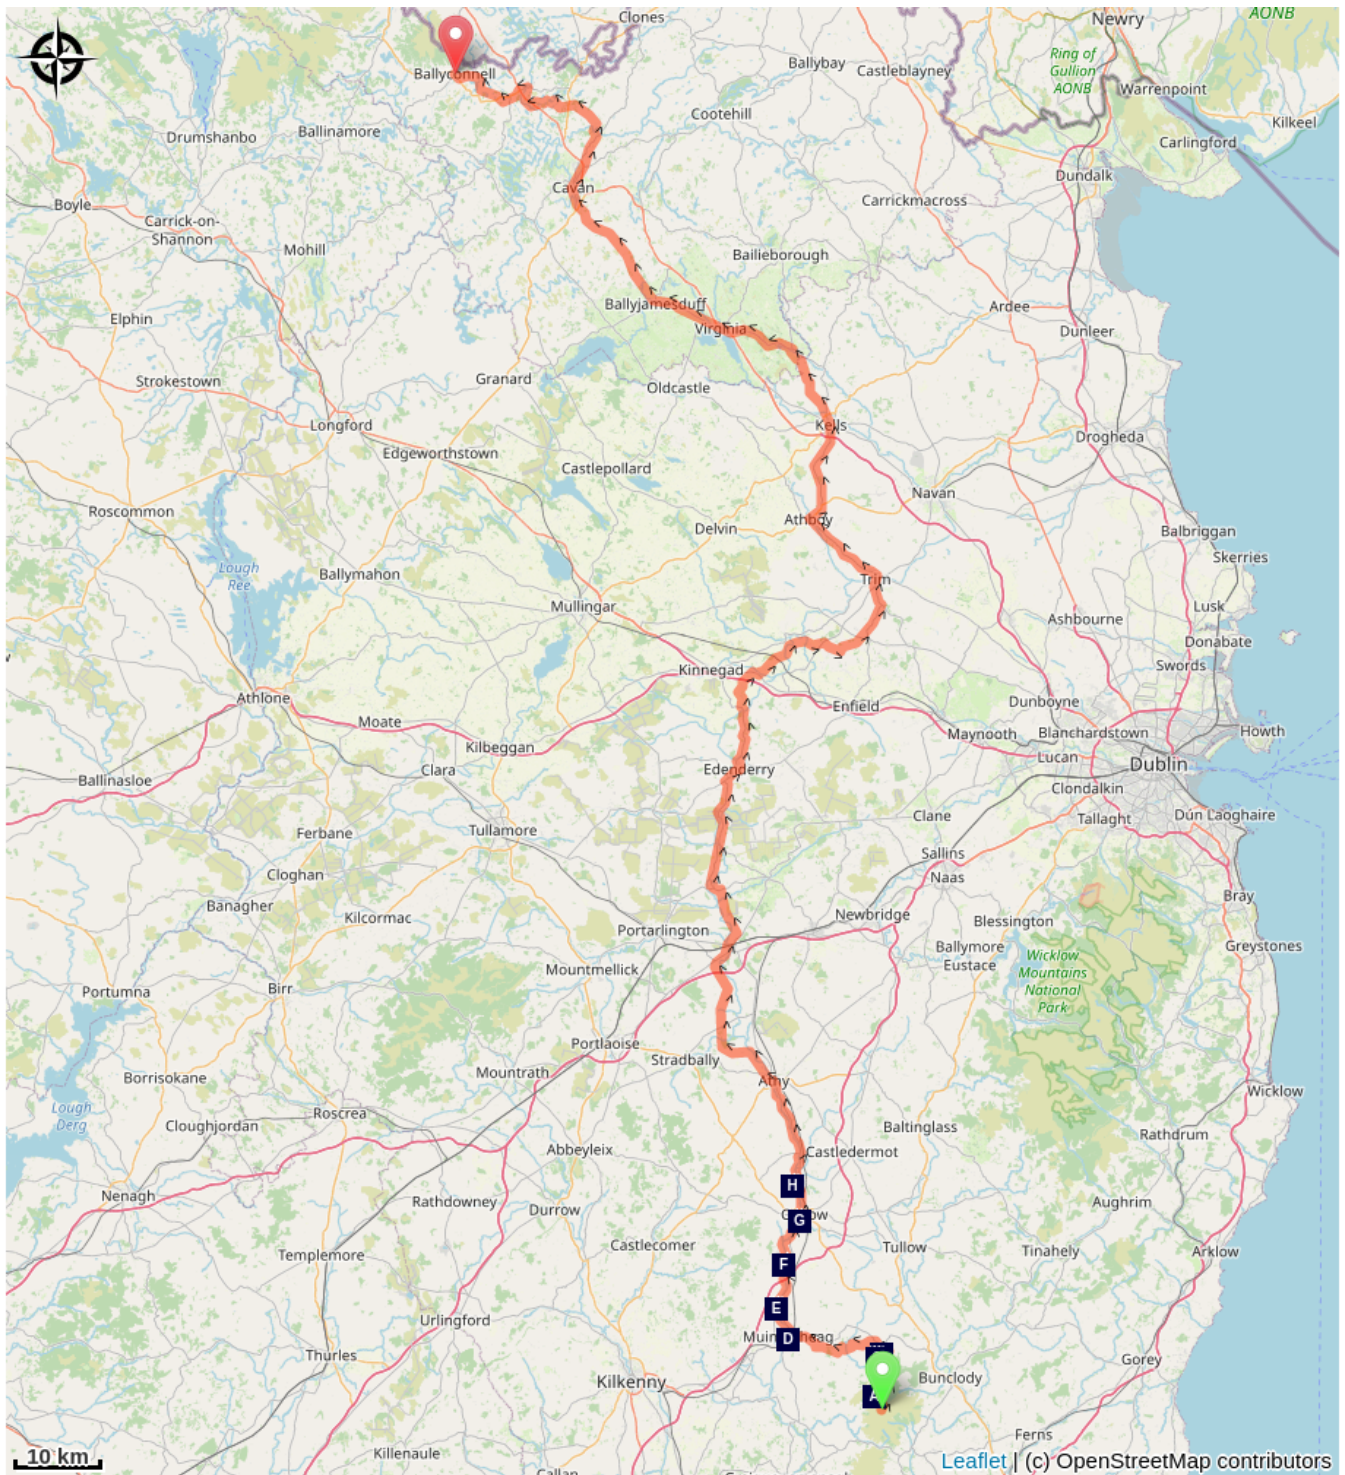 Clones
Newry
AONB
Ballybay
Castleblayney
Ring of
Gullion
AONB
Warrenpoint
Ballyconnell
Drumshanbo
Ballinamore
Cootehill
Kilkeel
Carlingford
Dundalk
Cavan
Boyle
Carrick-on-
Shannon
Carrickmacross
Mohill
Bailieborough
Ballyjamesduff
Ardee
Elphin
Virginia
Dunleer
Strokestown
Granard
Oldcastle
Longford
Kells
Drogheda
Edgeworthstown
Castlepollard
Navan
Roscommon
Athboy
Delvin
Balbriggan
Skerries
Lough
Ree
Ballymahon
Trim
Mullingar
Lusk
Ashbourne
Donabate
Swords
Kinnegad
Athlone
Enfield
Dunboyne
Moate
Maynooth
Blanchardstown
Howth
Kilbeggan
Lucan
Dublin
Clara
Edenderry
Ballinasloe
Clondalkin
Clane
Tallaght
Dún Laoghaire
Ferbane
Tullamore
Sallins
Cloghan
Naas
Bray
Banagher
Kilcormac
Newbridge
Blessington
Portarlington
Ballymore
Eustace
Greystones
Wicklow
Mountains
National
Park
Mountmellick
Portumna
Birr
Portlaoise
Stradbally
Mountrath
Athy
Borrisokane
Wicklow
Lough
Derg
Roscrea
Cloughjordan
Baltinglass
Rathdrum
Abbeyleix
Castledermot
H
Nenagh
Rathdowney
Durrow
Aughrim
G
Castlecomer
Tullow
Tinahely
Arklow
Templemore
F
E
Urlingford
D
Thurles
Gorey
Kilkenny
Bunclody
A
Ferns
10 km
Killenaule
Callan
Leaflet | (c) OpenStreetMap contributors